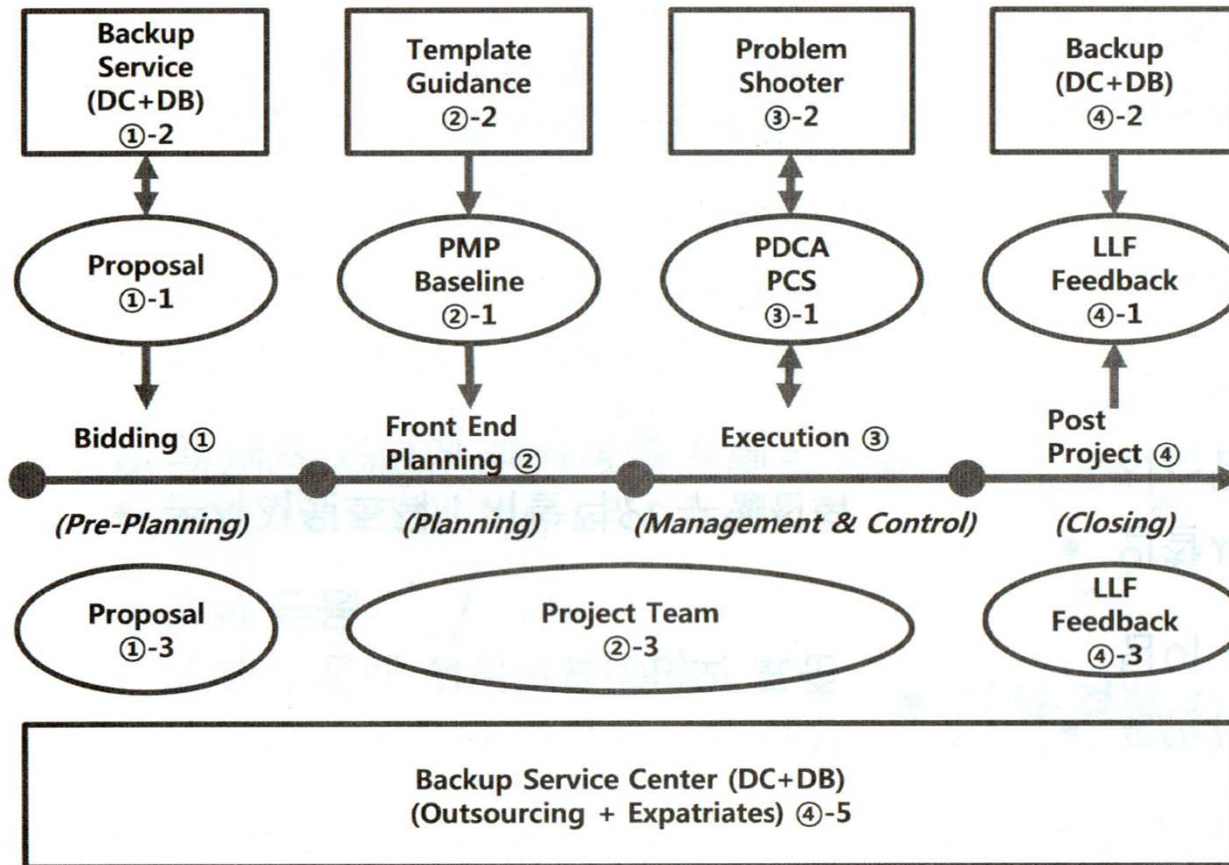 Backup
Service
(DC+DB)
①-2
Template
Guidance
②-2
Problem
Shooter
③-2
Backup
(DC+DB)
④-2
Proposal
①-1
PMP
Baseline
②-1
PDCA
PCS
③-1
LLF
Feedback
④-1
Bidding ①
Front End
Planning ②
Execution ③
Post
Project ④
(Pre-Planning)
(Planning)
(Management & Control)
(Closing)
Proposal
①-3
Project Team
②-3
LLF
Feedback
④-3
Backup Service Center (DC+DB)
(Outsourcing + Expatriates) ④-5